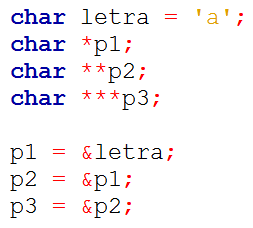 char letra = 'a';
char *p1;
char **p2;
char ***p3;

p1 = &letra;
p2 = &p1;
p3 = &p2;